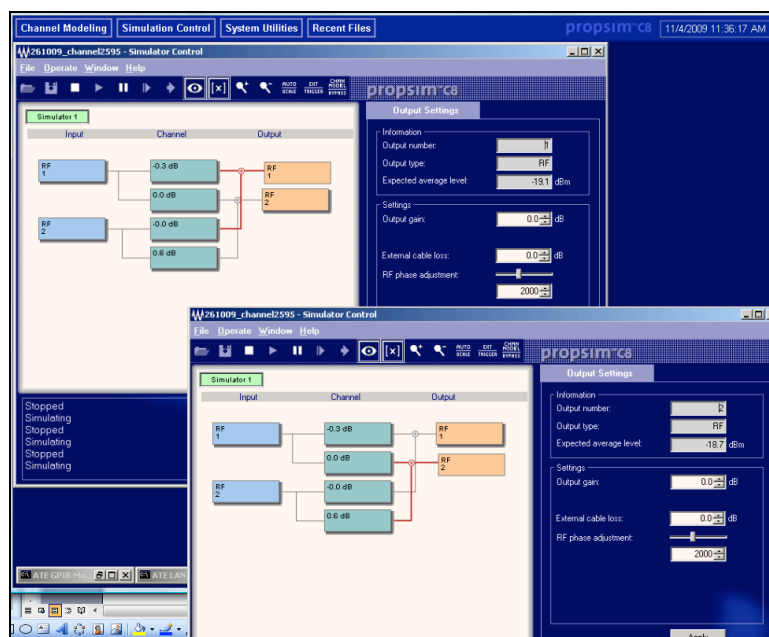 Channel Modeling Simulation Control System Utilities Recent Files propsim™C8 11/4/2009 11:36:17 AM
261009_channel2595 - Simulator Control
File Operate Window Help
AUTO SCALE EXT TRIGGER CHAN MODEL BYPASS propsim™C8
Simulator 1
Input Channel Output
RF 1
-0.3 dB
RF 1
0.0 dB
RF 2
RF 2
-0.0 dB
0.6 dB
Output Settings
Information
Output number: 1
Output type: RF
Expected average level: -19.1 dBm
Settings
Output gain: 0.0 dB
External cable loss: 0.0 dB
RF phase adjustment:
2000
Stopped
Simulating
Stopped
Simulating
Stopped
Simulating
261009_channel2595 - Simulator Control
File Operate Window Help
AUTO SCALE EXT TRIGGER CHAN MODEL BYPASS propsim™C8
Simulator 1
Input Channel Output
RF 1
-0.3 dB
RF 1
0.0 dB
RF 2
RF 2
-0.0 dB
0.6 dB
Output Settings
Information
Output number: 2
Output type: RF
Expected average level: -18.7 dBm
Settings
Output gain: 0.0 dB
External cable loss: 0.0 dB
RF phase adjustment:
2000
Apply
ATE GPIB ATE LAN